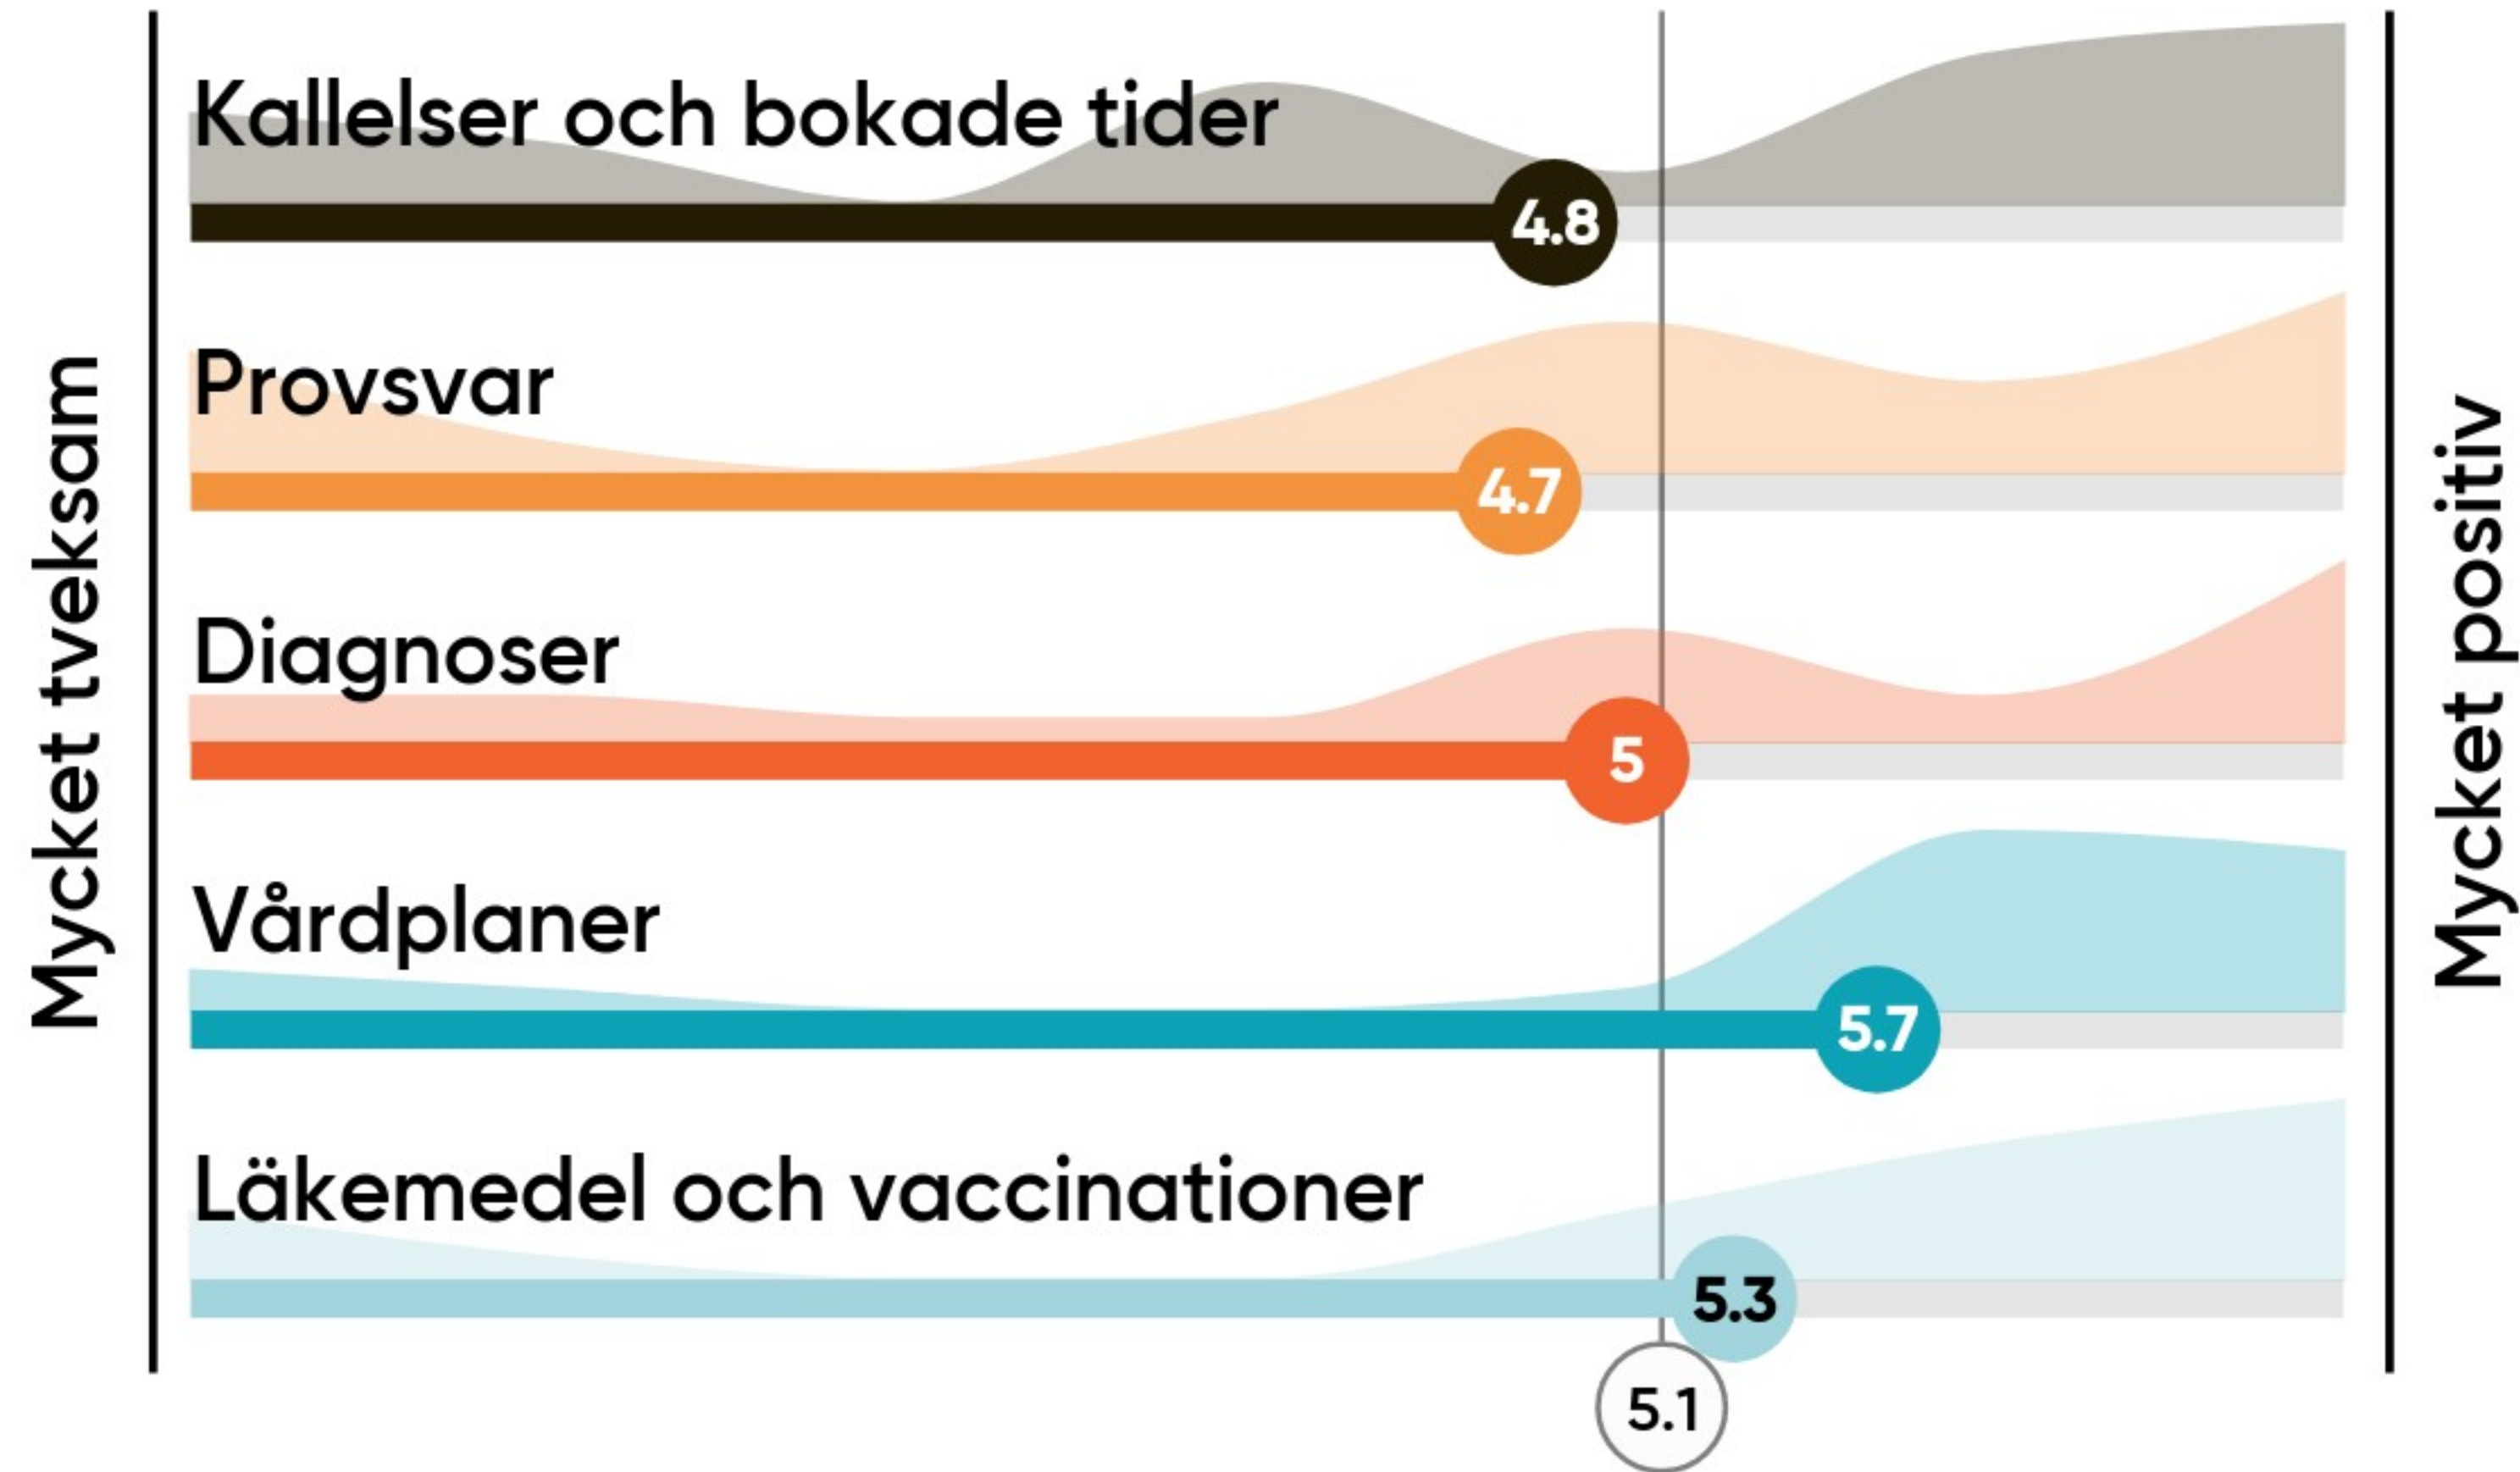 Mycket tveksam
Kallelser och bokade tider
4.8
Provsvar
4.7
Diagnoser
5
Vårdplaner
5.7
Läkemedel och vaccinationer
5.3
5.1
Mycket positiv